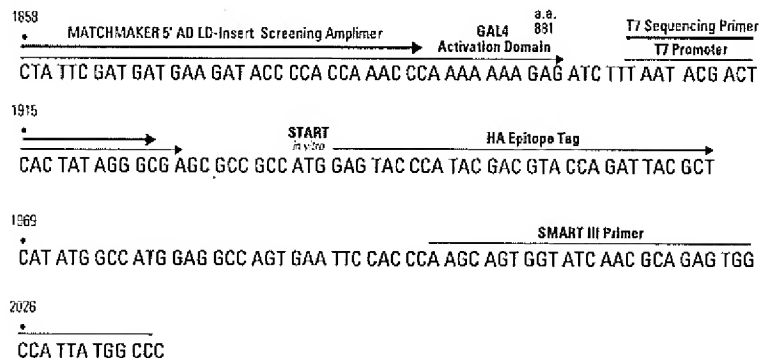 1858
a.a.
MATCHMAKER 5' AD LD-Insert Screening Amplimer GAL4 881 T7 Sequencing Primer
Activation Domain T7 Promoter
CTA TTC GAT GAT GAA GAT ACC CCA CCA AAC CCA AAA AAA GAG ATC TTT AAT ACG ACT
1915
START HA Epitope Tag
in vitro
CAC TAT AGG GCG AGC GCC GCC ATG GAG TAC CCA TAC GAC GTA CCA GAT TAC GCT
1969
SMART III Primer
CAT ATG GCC ATG GAG GCC AGT GAA TTC CAC CCA AGC AGT GGT ATC AAC GCA GAG TGG
2026
CCA TTA TGG CCC